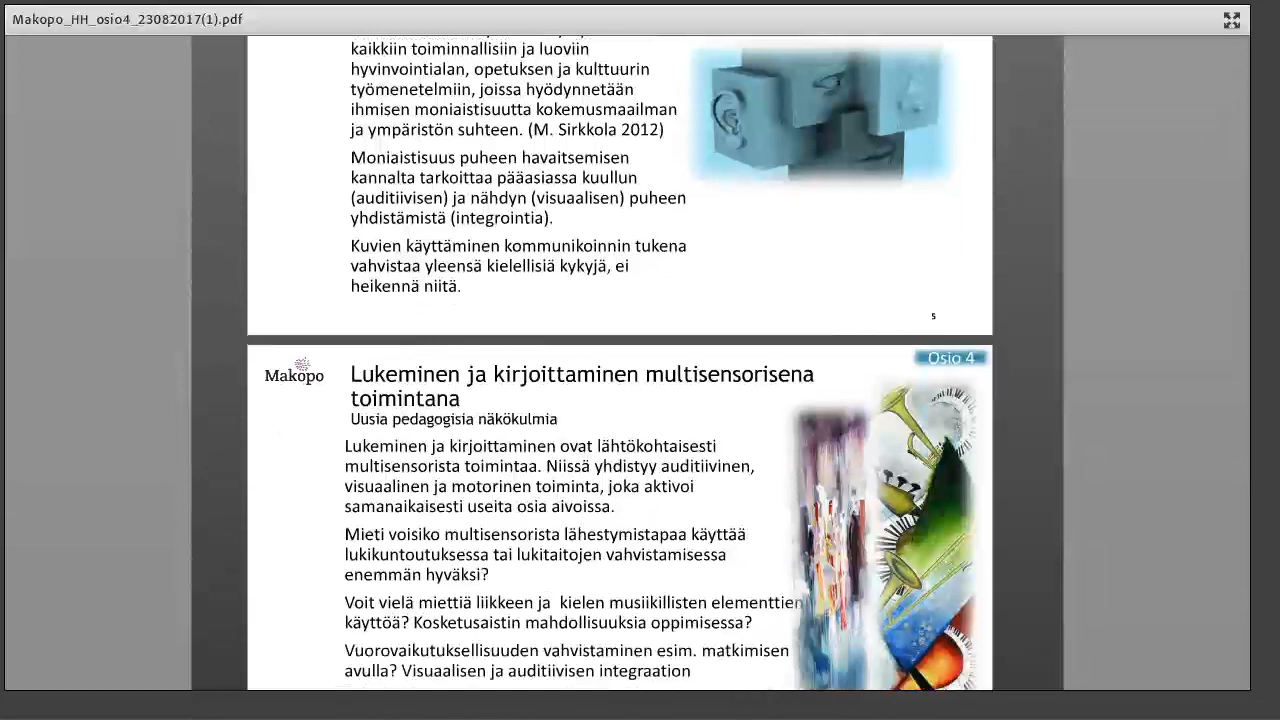 Makopo_HH_osio4_23082017(1).pdf
kaikkiin toiminnallisiin ja luoviin
hyvinvointialan, opetuksen ja kulttuurin
työmenetelmiin, joissa hyödynnetään
ihmisen moniaistisuutta kokemusmaailman
ja ympäristön suhteen. (M. Sirkkola 2012)
Moniaistisuus puheen havaitsemisen
kannalta tarkoittaa pääasiassa kuullun
(auditiivisen) ja nähdyn (visuaalisen) puheen
yhdistämistä (integrointia).
Kuvien käyttäminen kommunikoinnin tukena
vahvistaa yleensä kielellisiä kykyjä, ei
heikennä niitä.
5
Osio 4
Makopo
Lukeminen ja kirjoittaminen multisensorisena
toimintana
Uusia pedagogisia näkökulmia
Lukeminen ja kirjoittaminen ovat lähtökohtaisesti
multisensorista toimintaa. Niissä yhdistyy auditiivinen,
visuaalinen ja motorinen toiminta, joka aktivoi
samanaikaisesti useita osia aivoissa.
Mieti voisiko multisensorista lähestymistapaa käyttää
lukikuntoutuksessa tai lukitaitojen vahvistamisessa
enemmän hyväksi?
Voit vielä miettiä liikkeen ja  kielen musiikillisten elementtien
käyttöä? Kosketusaistin mahdollisuuksia oppimisessa?
Vuorovaikutuksellisuuden vahvistaminen esim. matkimisen
avulla? Visuaalisen ja auditiivisen integraation